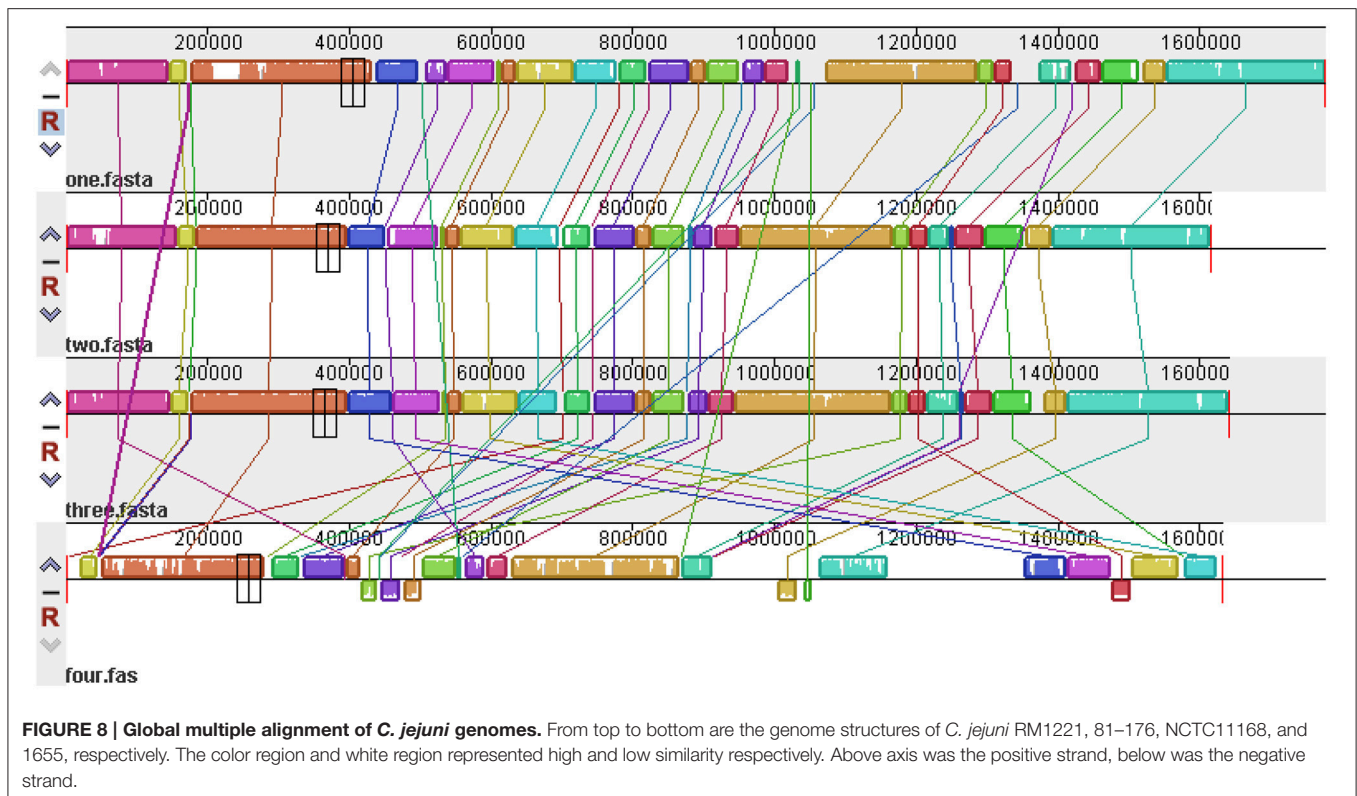 200000 400000 600000 800000 1000000 1200000 1400000 1600000
R
one.fasta
200000 400000 600000 800000 1000000 1200000 1400000 16000
R
two.fasta
200000 400000 600000 800000 1000000 1200000 1400000 160000
R
three.fasta
200000 400000 600000 800000 1000000 1200000 1400000 160000
R
four.fas
FIGURE 8 | Global multiple alignment of C. jejuni genomes. From top to bottom are the genome structures of C. jejuni RM1221, 81–176, NCTC11168, and
1655, respectively. The color region and white region represented high and low similarity respectively. Above axis was the positive strand, below was the negative
strand.